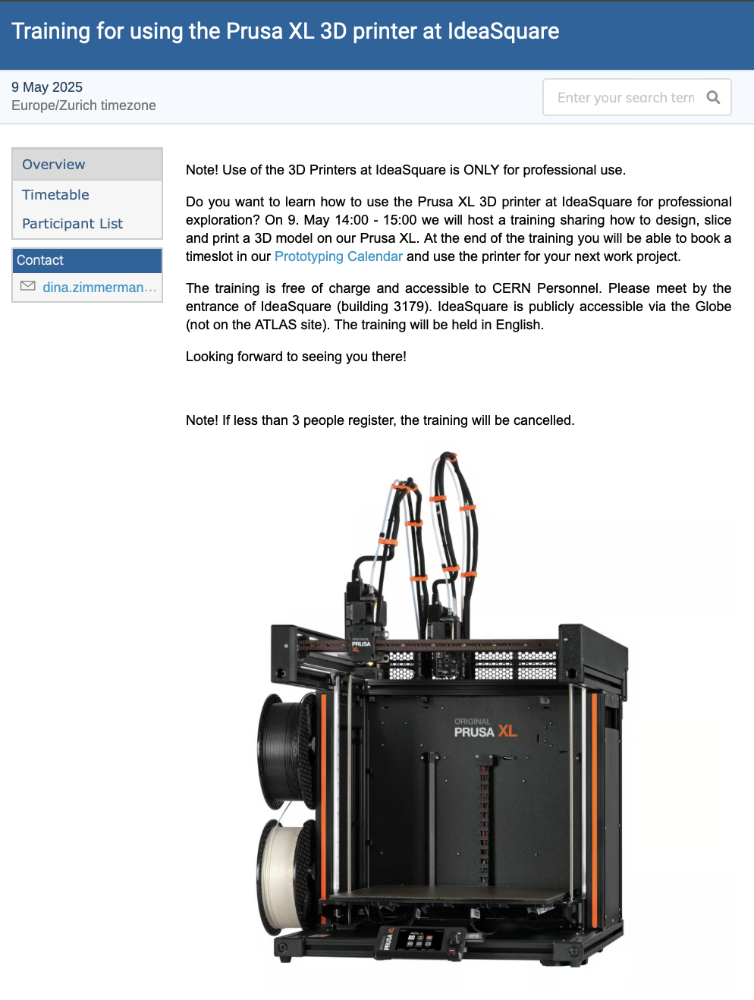 Training for using the Prusa XL 3D printer at IdeaSquare
9 May 2025
Europe/Zurich timezone
Enter your search tern
Overview
Timetable
Participant List
Contact
dina.zimmerman...
Note! Use of the 3D Printers at IdeaSquare is ONLY for professional use.
Do you want to learn how to use the Prusa XL 3D printer at IdeaSquare for professional
exploration? On 9. May 14:00 - 15:00 we will host a training sharing how to design, slice
and print a 3D model on our Prusa XL. At the end of the training you will be able to book a
timeslot in our Prototyping Calendar and use the printer for your next work project.
The training is free of charge and accessible to CERN Personnel. Please meet by the
entrance of IdeaSquare (building 3179). IdeaSquare is publicly accessible via the Globe
(not on the ATLAS site). The training will be held in English.
Looking forward to seeing you there!
Note! If less than 3 people register, the training will be cancelled.
ORIGINAL
PRUSA
XL
ORIGINAL
PRUSA XL
PRUSA XL